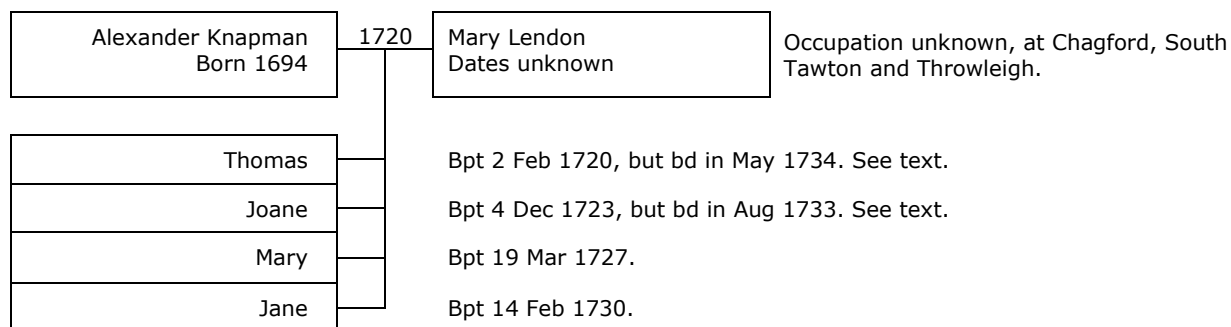 Alexander Knapman
Born 1694
1720
Mary Lendon
Dates unknown
Occupation unknown, at Chagford, South
Tawton and Throwleigh.
Thomas
Bpt 2 Feb 1720, but bd in May 1734. See text.
Joane
Bpt 4 Dec 1723, but bd in Aug 1733. See text.
Mary
Bpt 19 Mar 1727.
Jane
Bpt 14 Feb 1730.